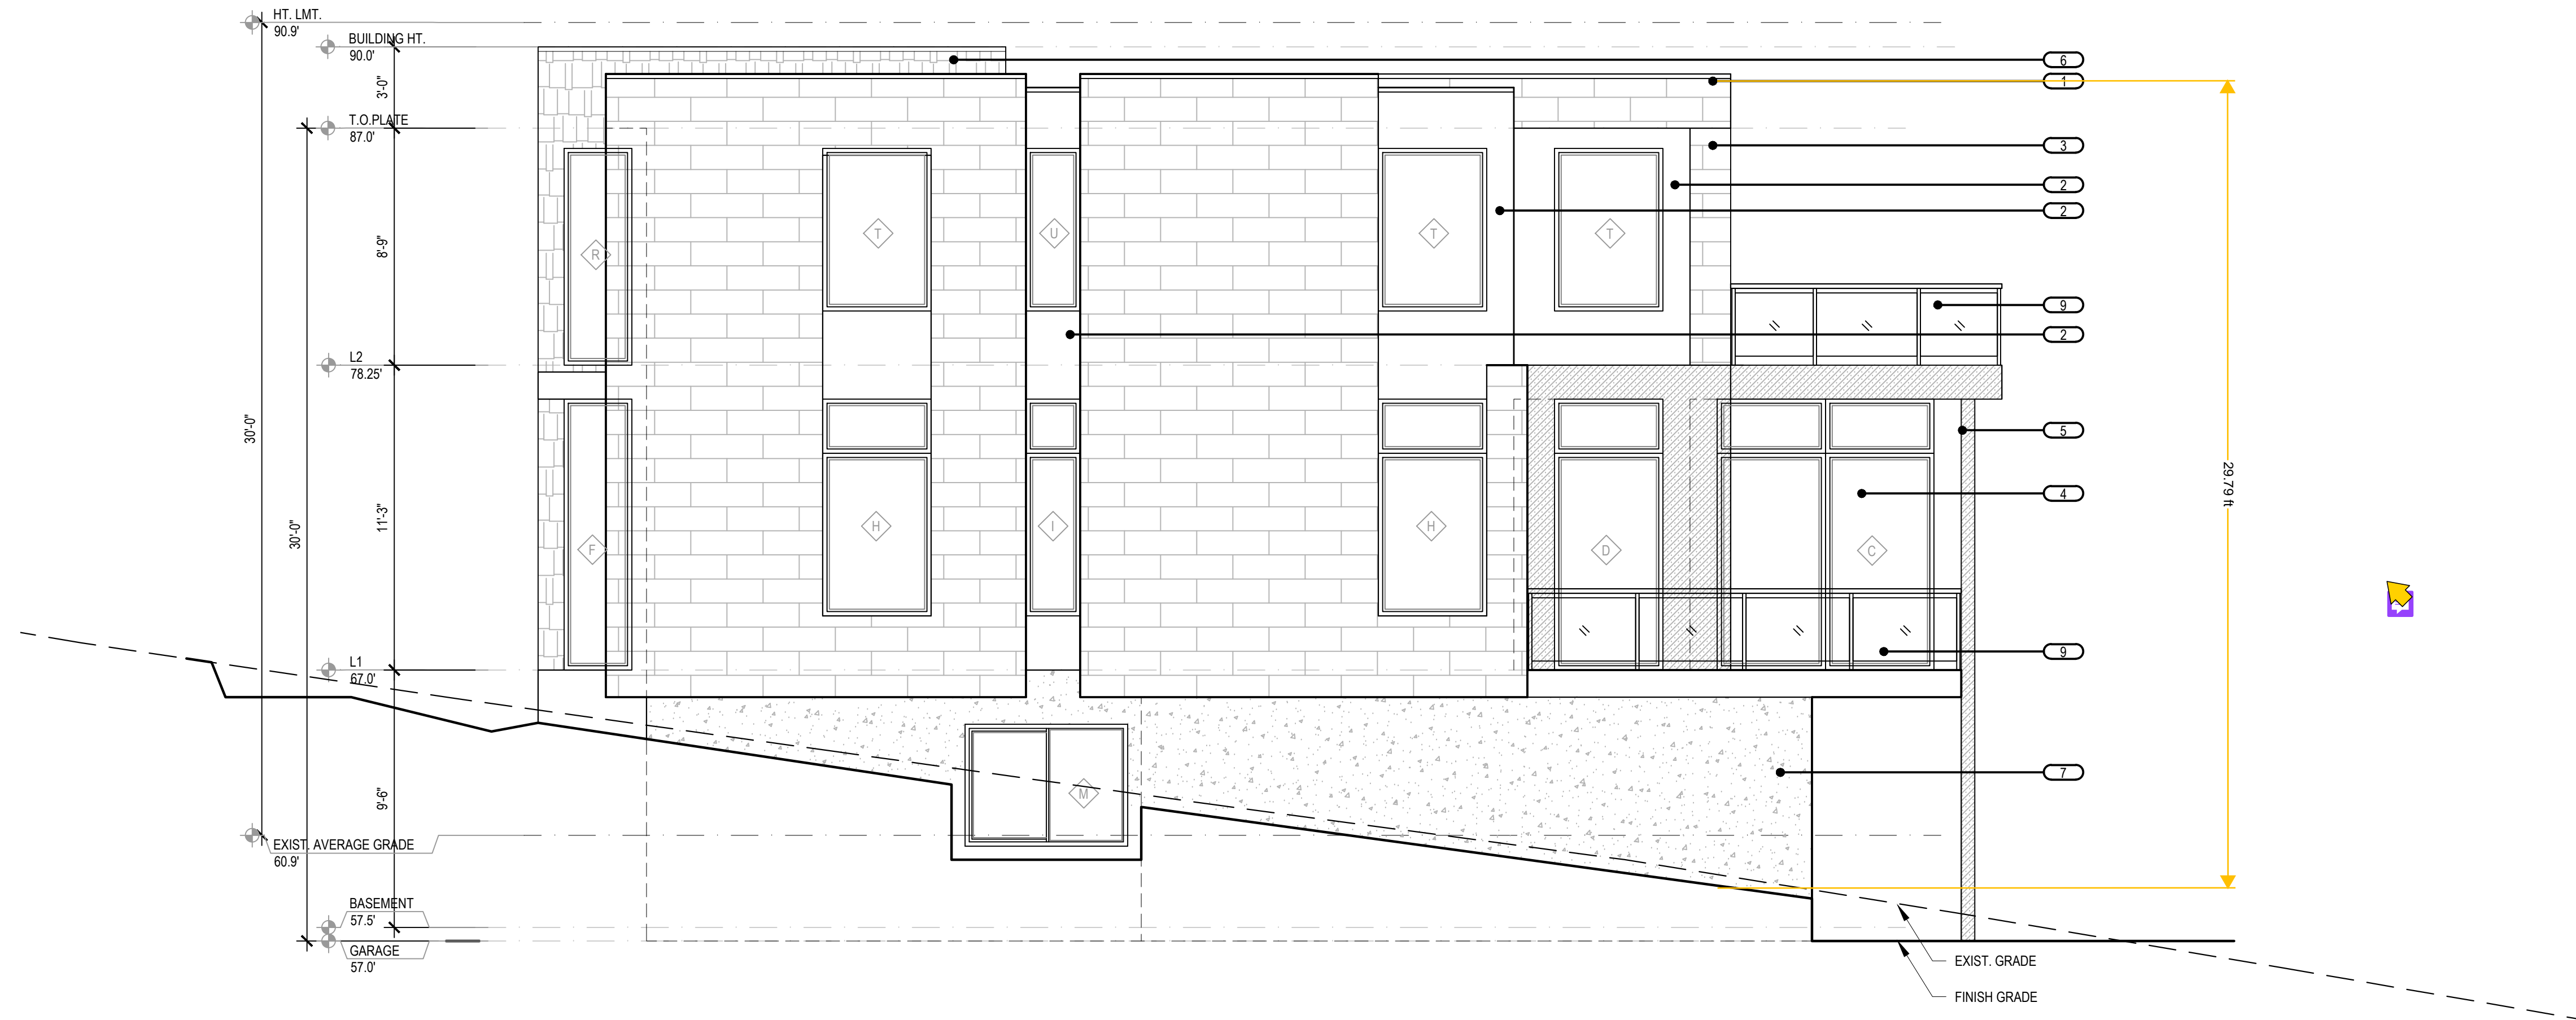 HT. LMT.
90.9'
BUILDING HT.
90.0'
6
1
3'-0"
T.O.PLATE
87.0'
3
2
2
R
T
U
T
T
8'-9"
9
2
L2
78.25'
30'-0"
5
29.79 ft
4
11'-3"
30'-0"
F
H
I
H
D
C
9
L1
67.0'
7
M
9'-6"
EXIST. AVERAGE GRADE
60.9'
BASEMENT
57.5'
GARAGE
57.0'
EXIST. GRADE
FINISH GRADE